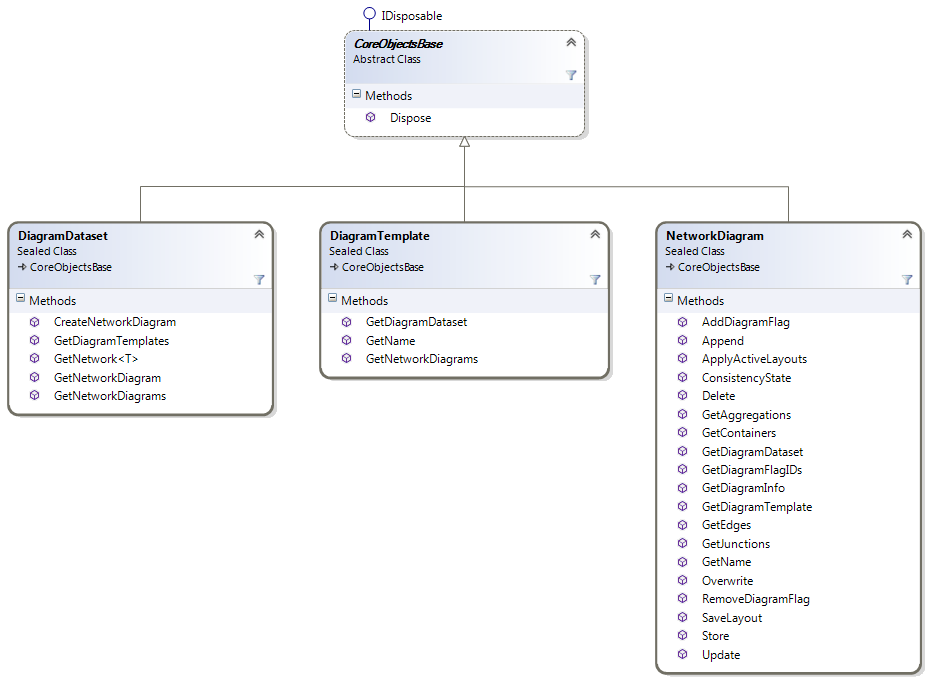 IDisposable
CoreObjectsBase
Abstract Class
Methods
Dispose
DiagramDataset
Sealed Class
CoreObjectsBase
Methods
CreateNetworkDiagram
GetDiagramTemplates
GetNetwork<T>
GetNetworkDiagram
GetNetworkDiagrams
DiagramTemplate
Sealed Class
CoreObjectsBase
Methods
GetDiagramDataset
GetName
GetNetworkDiagrams
NetworkDiagram
Sealed Class
CoreObjectsBase
Methods
AddDiagramFlag
Append
ApplyActiveLayouts
ConsistencyState
Delete
GetAggregations
GetContainers
GetDiagramDataset
GetDiagramFlagIDs
GetDiagramInfo
GetDiagramTemplate
GetEdges
GetJunctions
GetName
Overwrite
RemoveDiagramFlag
SaveLayout
Store
Update